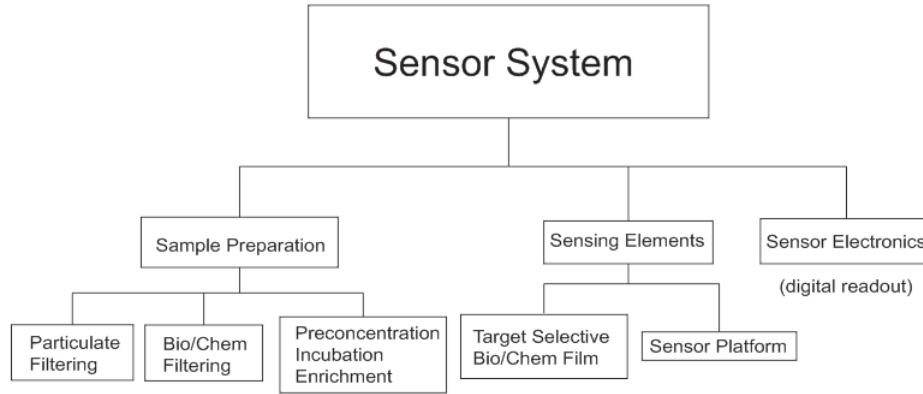 Sensor System
Sample Preparation
Sensing Elements
Sensor Electronics
(digital readout)
Particulate
Filtering
Bio/Chem
Filtering
Preconcentration
Incubation
Enrichment
Target Selective
Bio/Chem Film
Sensor Platform